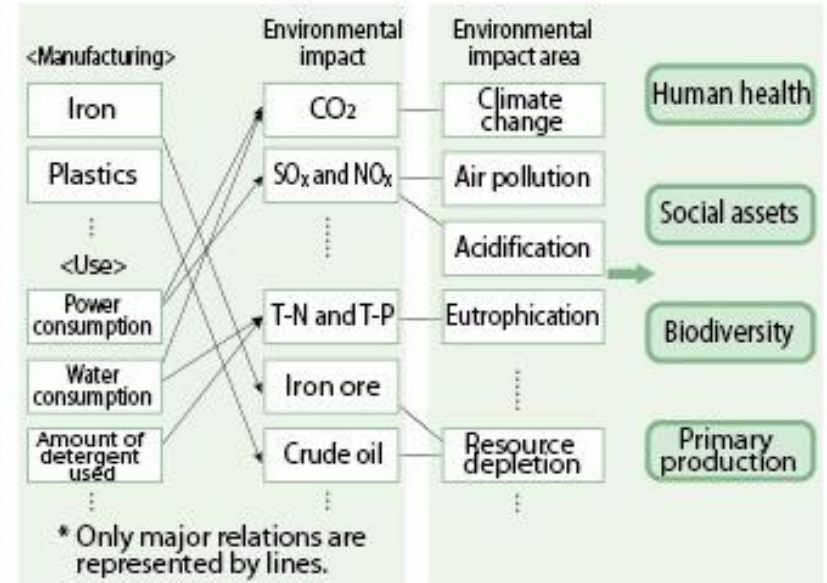 <Manufacturing>
Iron
Plastics
<Use>
Power
consumption
Water
consumption
Amount of
detergent
used
Environmental
impact
CO₂
SOₓ and NOₓ
T-N and T-P
Iron ore
Crude oil
Environmental
impact area
Climate
change
Air pollution
Acidification
Eutrophication
Resource
depletion
Human health
Social assets
Biodiversity
Primary
production
* Only major relations are
represented by lines.